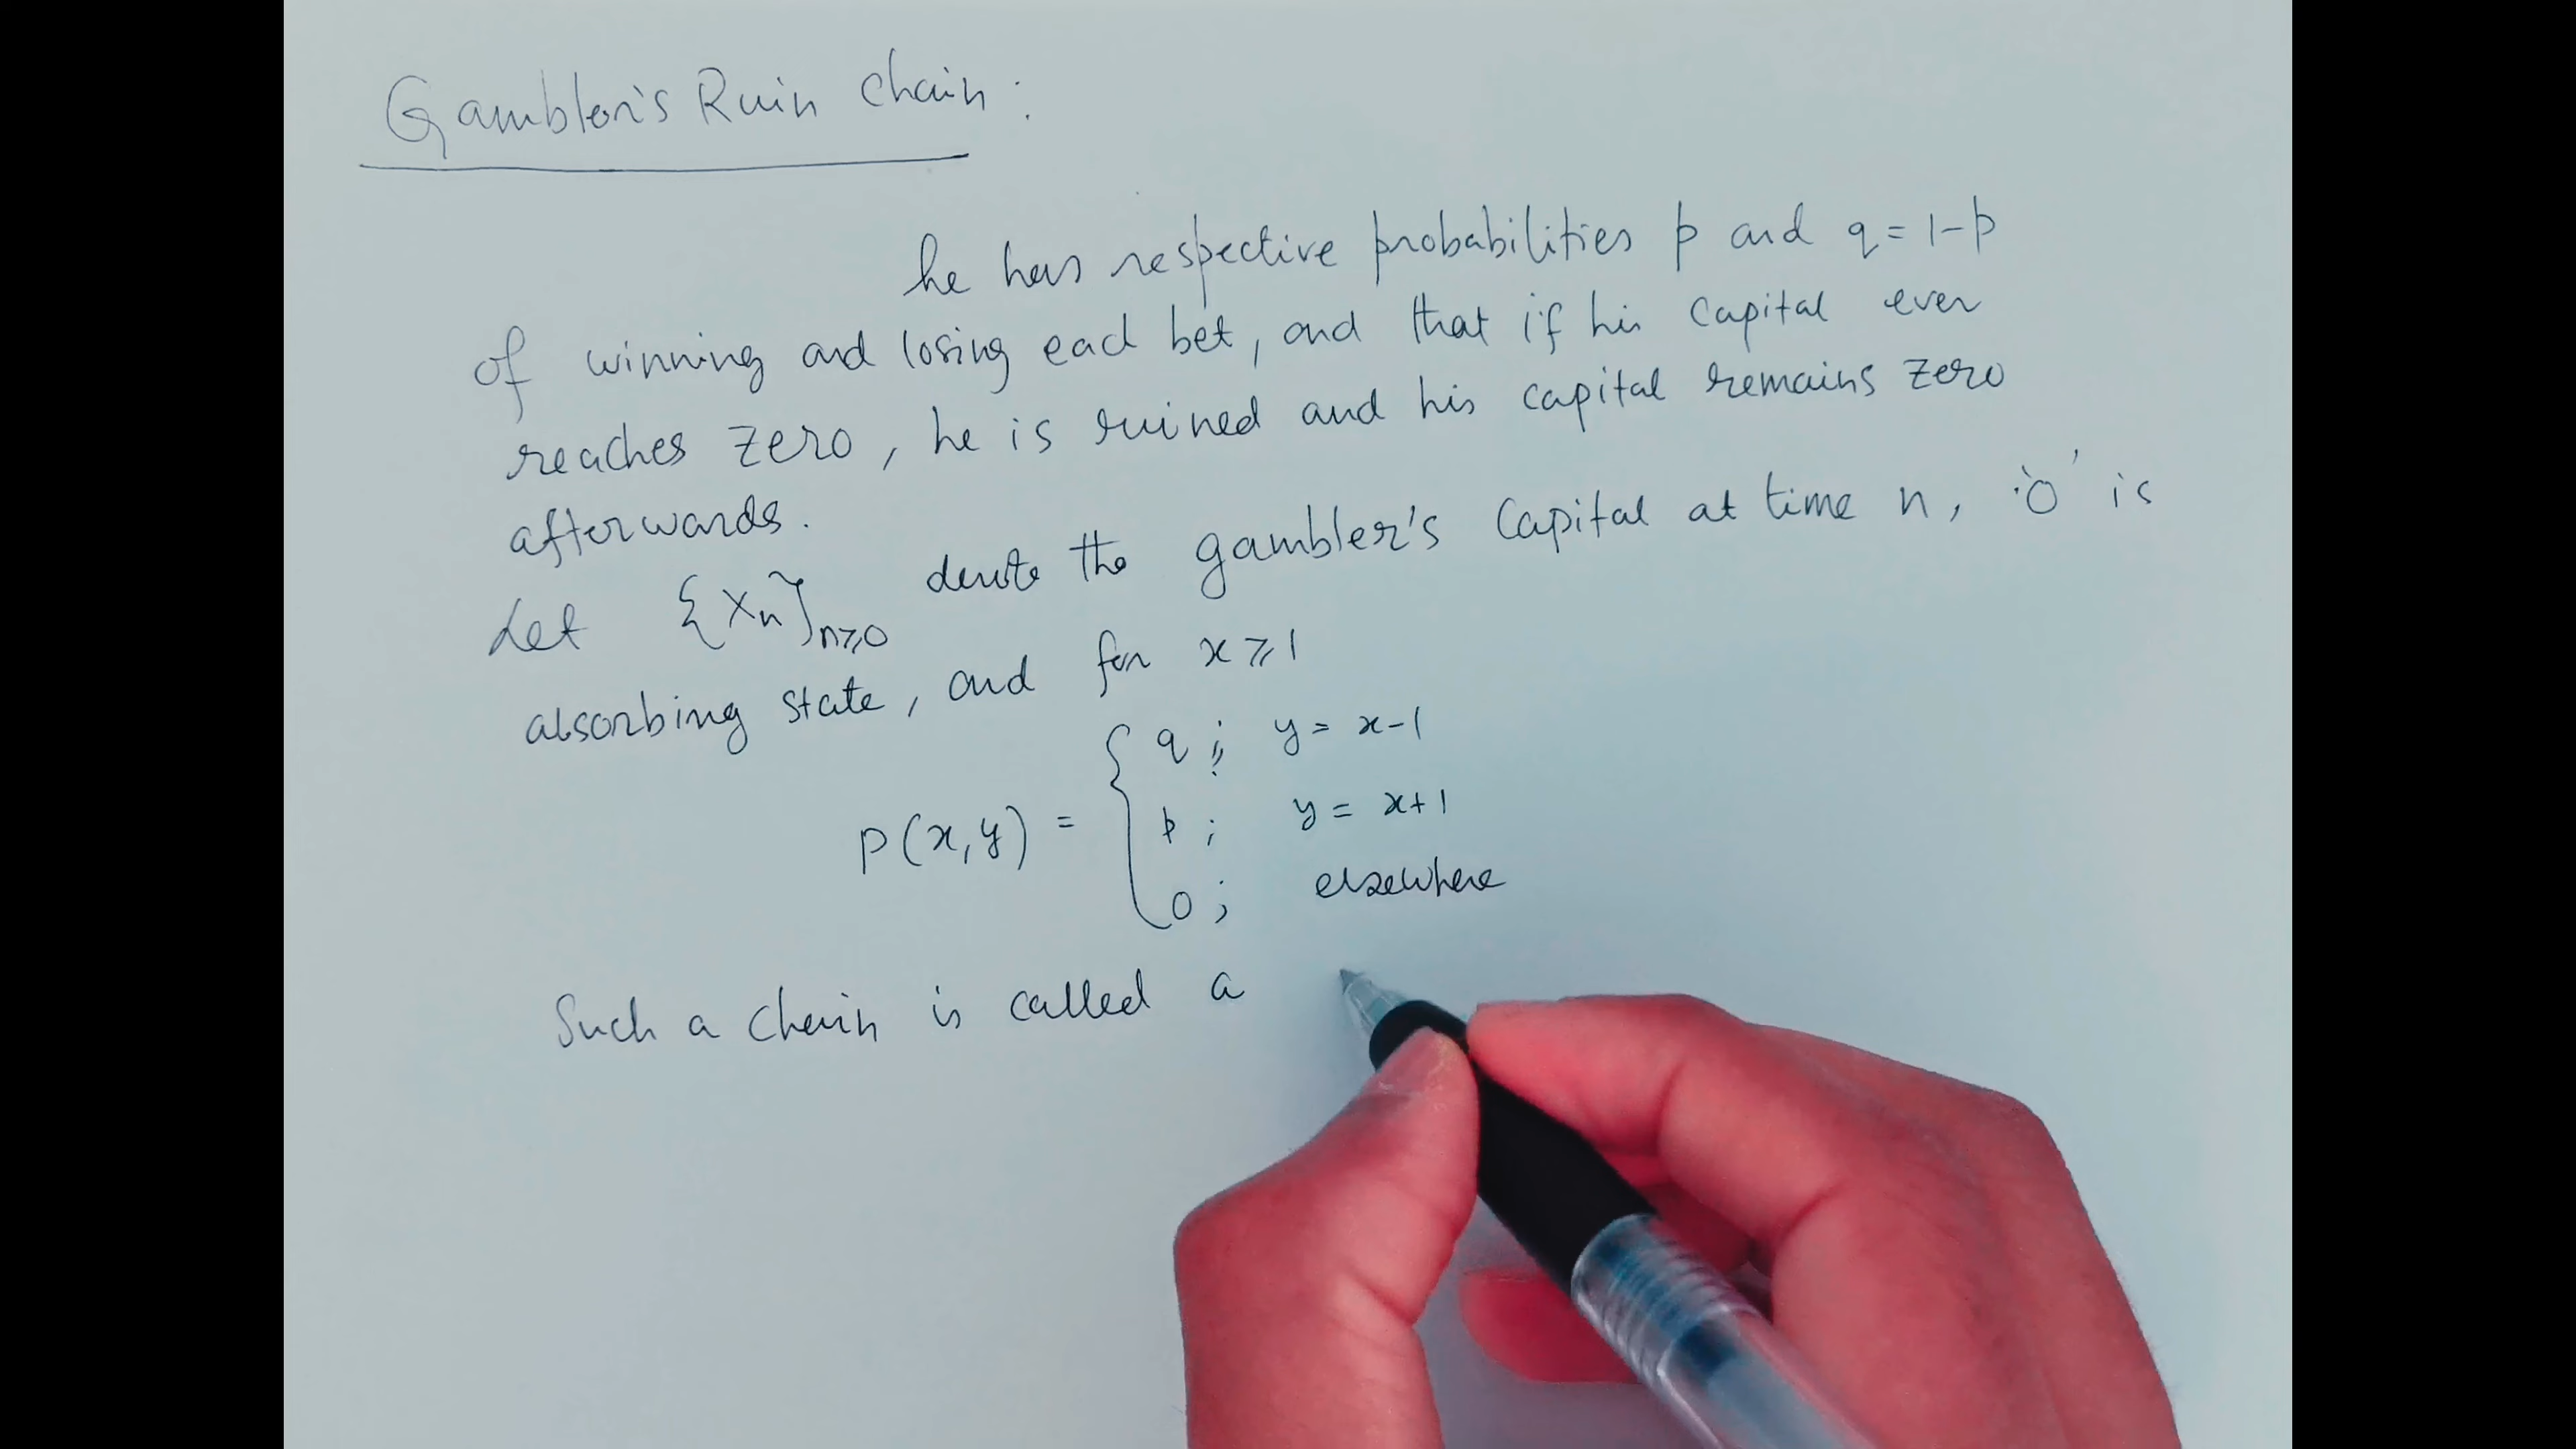 Gambler's Ruin chain :
he has respective probabilities p and q = 1-p
of winning and losing each bet, and that if his capital ever
reaches zero, he is ruined and his capital remains zero
afterwards.
Let {Xn}n≥0 denote the gambler's capital at time n, '0' is
absorbing state, and for x ≥ 1
P(x,y) = { q ; y = x-1
p ; y = x+1
0 ; elsewhere
Such a chain is called a